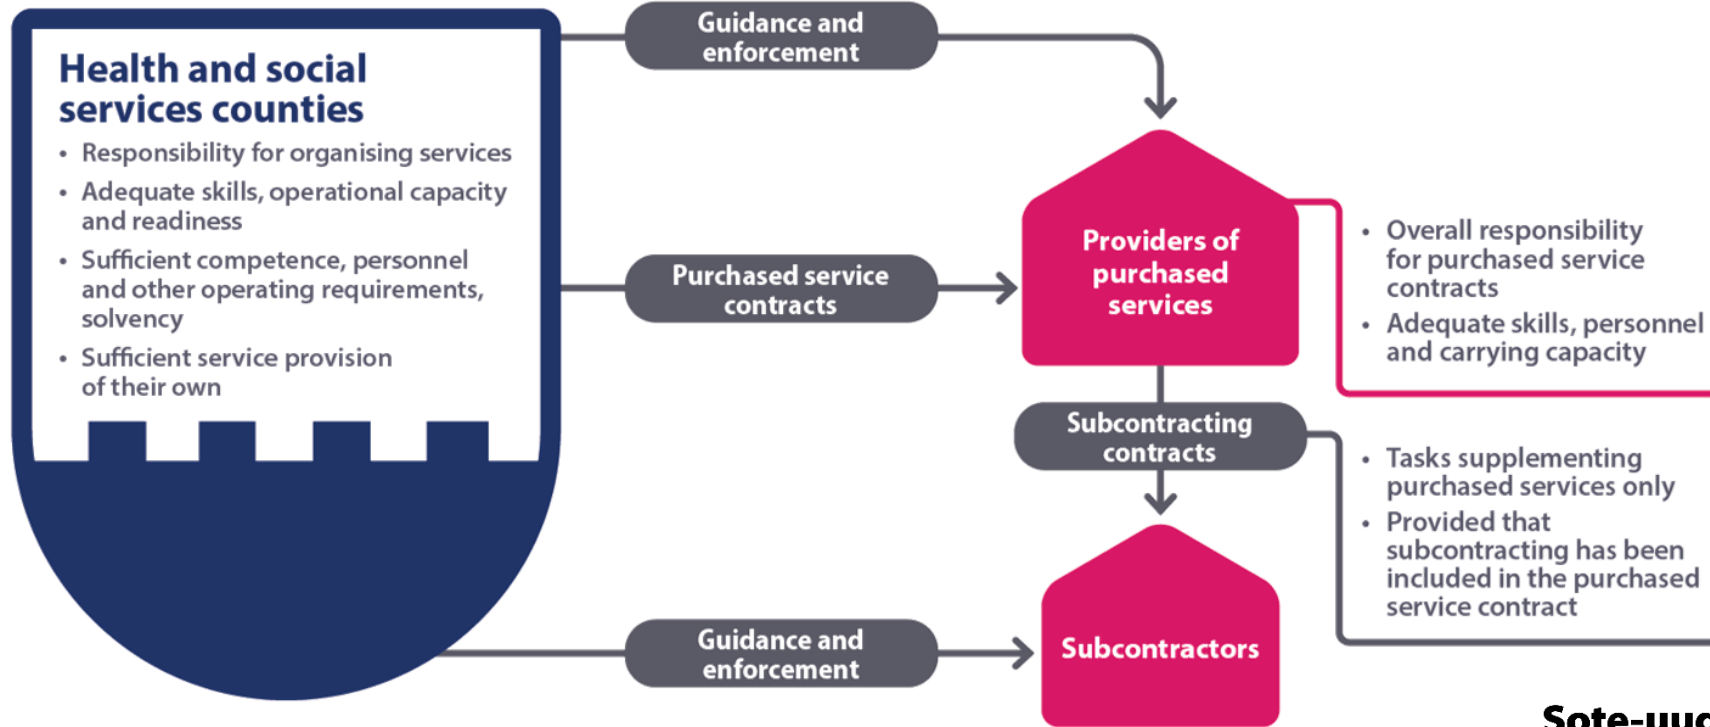 Health and social
services counties
• Responsibility for organising services
• Adequate skills, operational capacity
and readiness
• Sufficient competence, personnel
and other operating requirements,
solvency
• Sufficient service provision
of their own
Guidance and
enforcement
Purchased service
contracts
Providers of
purchased
services
• Overall responsibility
for purchased service
contracts
• Adequate skills, personnel
and carrying capacity
Subcontracting
contracts
• Tasks supplementing
purchased services only
• Provided that
subcontracting has been
included in the purchased
service contract
Guidance and
enforcement
Subcontractors